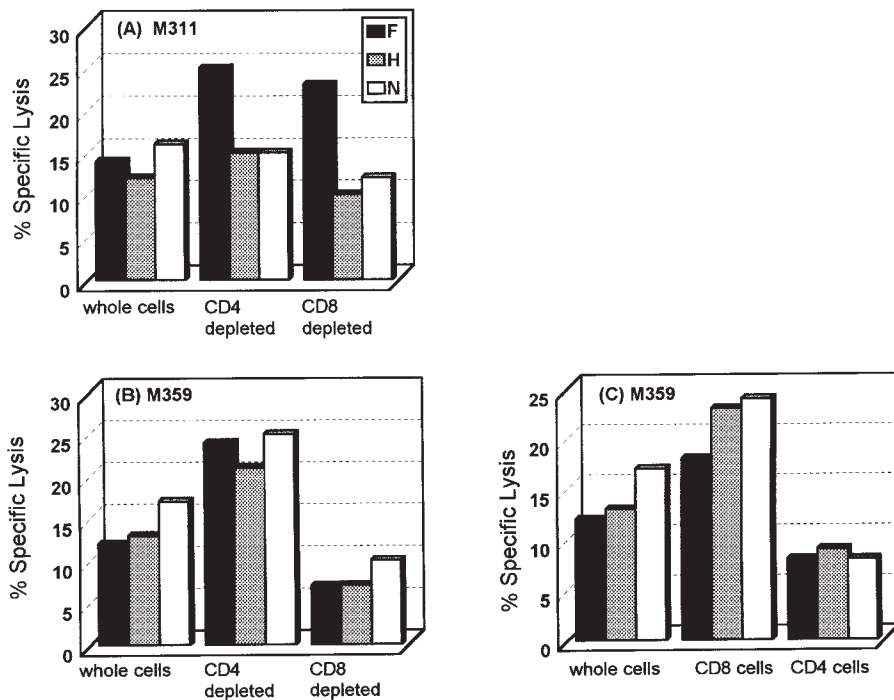 (A) M311
F
H
N
% Specific Lysis
30
25
20
15
10
5
0
whole cells
CD4
depleted
CD8
depleted
(B) M359
% Specific Lysis
30
25
20
15
10
5
0
whole cells
CD4
depleted
CD8
depleted
(C) M359
% Specific Lysis
25
20
15
10
5
0
whole cells
CD8 cells
CD4 cells